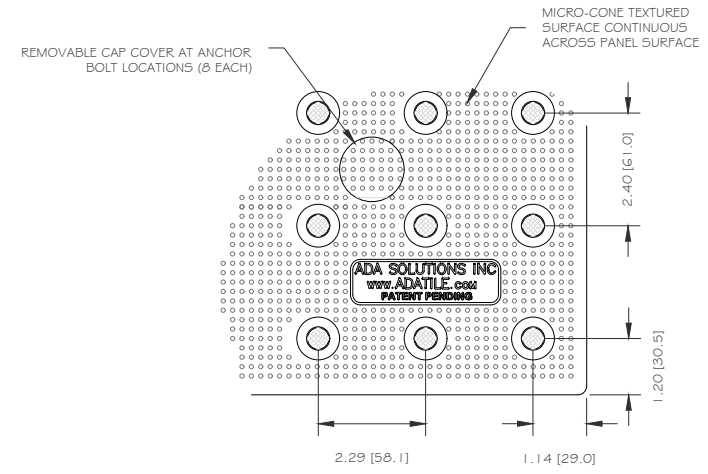 MICRO-CONE TEXTURED
SURFACE CONTINUOUS
ACROSS PANEL SURFACE
REMOVABLE CAP COVER AT ANCHOR
BOLT LOCATIONS (8 EACH)
2.40 [61.0]
ADA SOLUTIONS INC
WWW.ADATILE.COM
PATENT PENDING
1.20 [30.5]
2.29 [58.1]
1.14 [29.0]